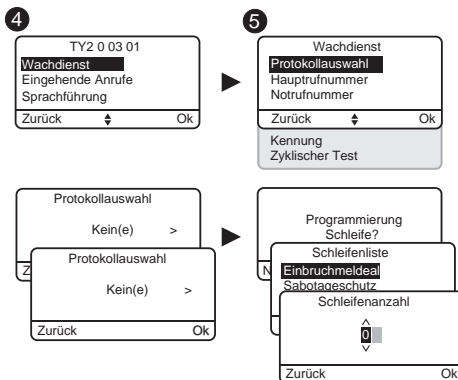 4
TY2 0 03 01
Wachdienst
Eingehende Anrufe
Sprachführung
Zurück Ok
5
Wachdienst
Protokollauswahl
Hauptrufnummer
Notrufnummer
Zurück Ok
Kennung
Zyklischer Test
Protokollauswahl
Kein(e) >
Z
Protokollauswahl
Kein(e) >
Zurück Ok
Programmierung
Schleife?
N
Schleifenliste
Einbruchmeldeal
Sabotageschutz
Schleifenanzahl
0
Zurück Ok